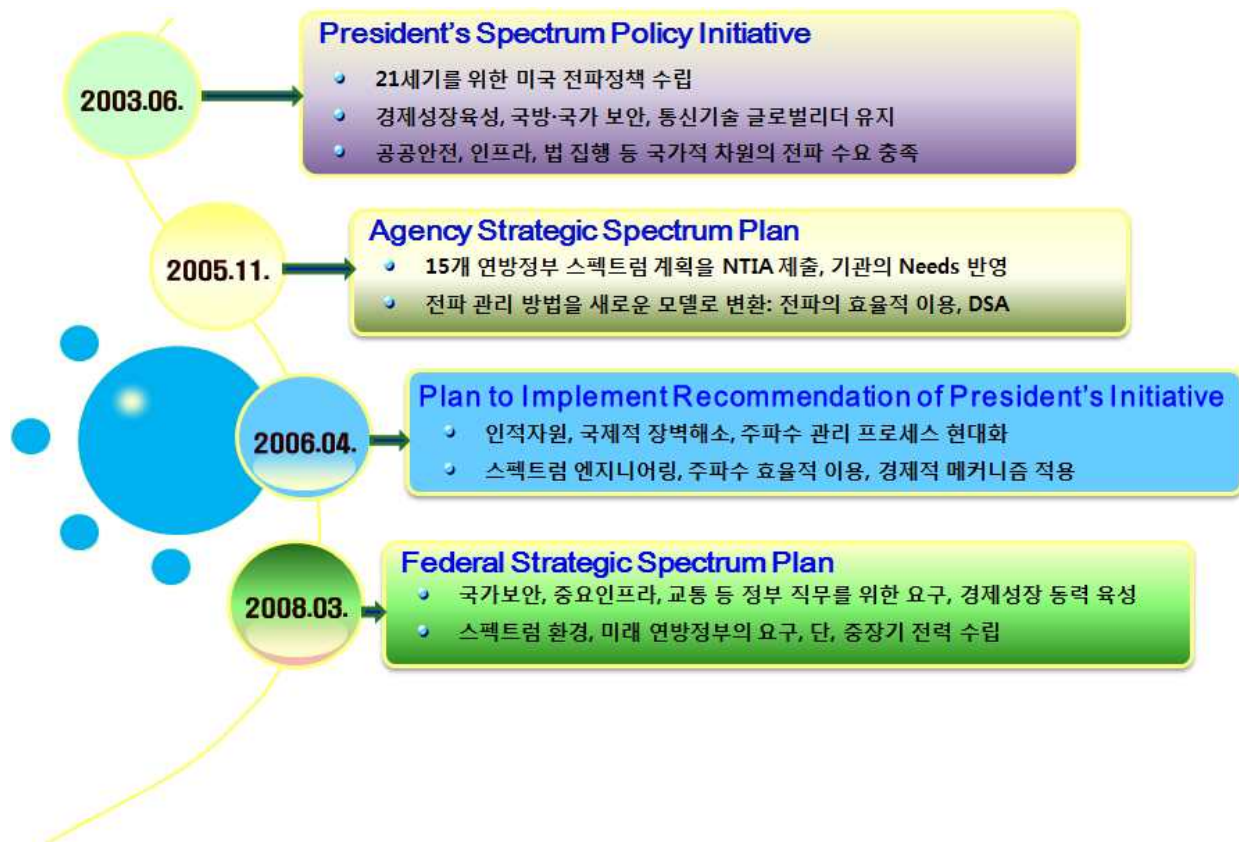 President's Spectrum Policy Initiative
2003.06.
21세기를 위한 미국 전파정책 수립
경제성장육성, 국방·국가 보안, 통신기술 글로벌리더 유지
공공안전, 인프라, 법 집행 등 국가적 차원의 전파 수요 충족
Agency Strategic Spectrum Plan
2005.11.
15개 연방정부 스펙트럼 계획을 NTIA 제출, 기관의 Needs 반영
전파 관리 방법을 새로운 모델로 변환: 전파의 효율적 이용, DSA
Plan to Implement Recommendation of President's Initiative
2006.04.
인적자원, 국제적 장벽해소, 주파수 관리 프로세스 현대화
스펙트럼 엔지니어링, 주파수 효율적 이용, 경제적 메커니즘 적용
Federal Strategic Spectrum Plan
2008.03.
국가보안, 중요인프라, 교통 등 정부 직무를 위한 요구, 경제성장 동력 육성
스펙트럼 환경, 미래 연방정부의 요구, 단, 중장기 전력 수립